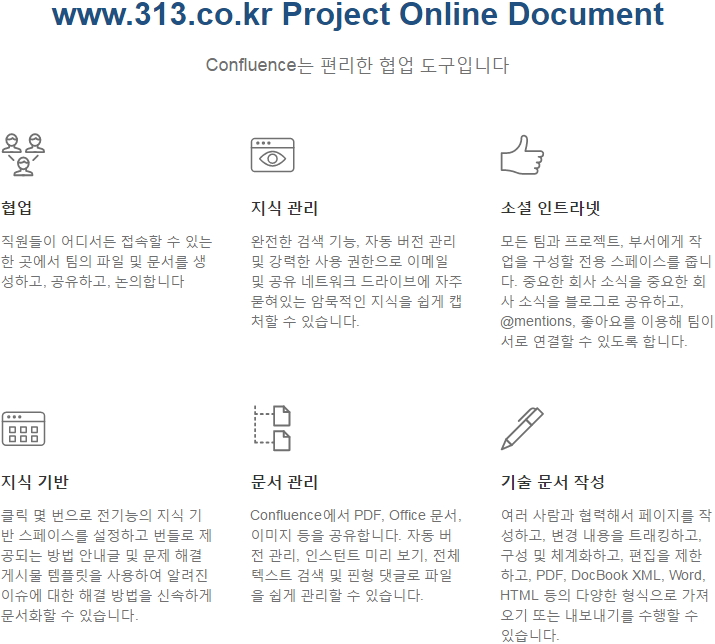 www.313.co.kr Project Online Document
Confluence는 편리한 협업 도구입니다
협업
직원들이 어디서든 접속할 수 있는
한 곳에서 팀의 파일 및 문서를 생
성하고, 공유하고, 논의합니다
지식 관리
완전한 검색 기능, 자동 버전 관리
및 강력한 사용 권한으로 이메일
및 공유 네트워크 드라이브에 자주
묻혀있는 암묵적인 지식을 쉽게 캡
처할 수 있습니다.
소셜 인트라넷
모든 팀과 프로젝트, 부서에게 작
업을 구성할 전용 스페이스를 줍니
다. 중요한 회사 소식을 중요한 회
사 소식을 블로그로 공유하고,
@mentions, 좋아요를 이용해 팀이
서로 연결할 수 있도록 합니다.
지식 기반
클릭 몇 번으로 전기능의 지식 기
반 스페이스를 설정하고 번들로 제
공되는 방법 안내글 및 문제 해결
게시물 템플릿을 사용하여 알려진
이슈에 대한 해결 방법을 신속하게
문서화할 수 있습니다.
문서 관리
Confluence에서 PDF, Office 문서,
이미지 등을 공유합니다. 자동 버
전 관리, 인스턴트 미리 보기, 전체
텍스트 검색 및 핀형 댓글로 파일
을 쉽게 관리할 수 있습니다.
기술 문서 작성
여러 사람과 협력해서 페이지를 작
성하고, 변경 내용을 트래킹하고,
구성 및 체계화하고, 편집을 제한
하고, PDF, DocBook XML, Word,
HTML 등의 다양한 형식으로 가져
오기 또는 내보내기를 수행할 수
있습니다.